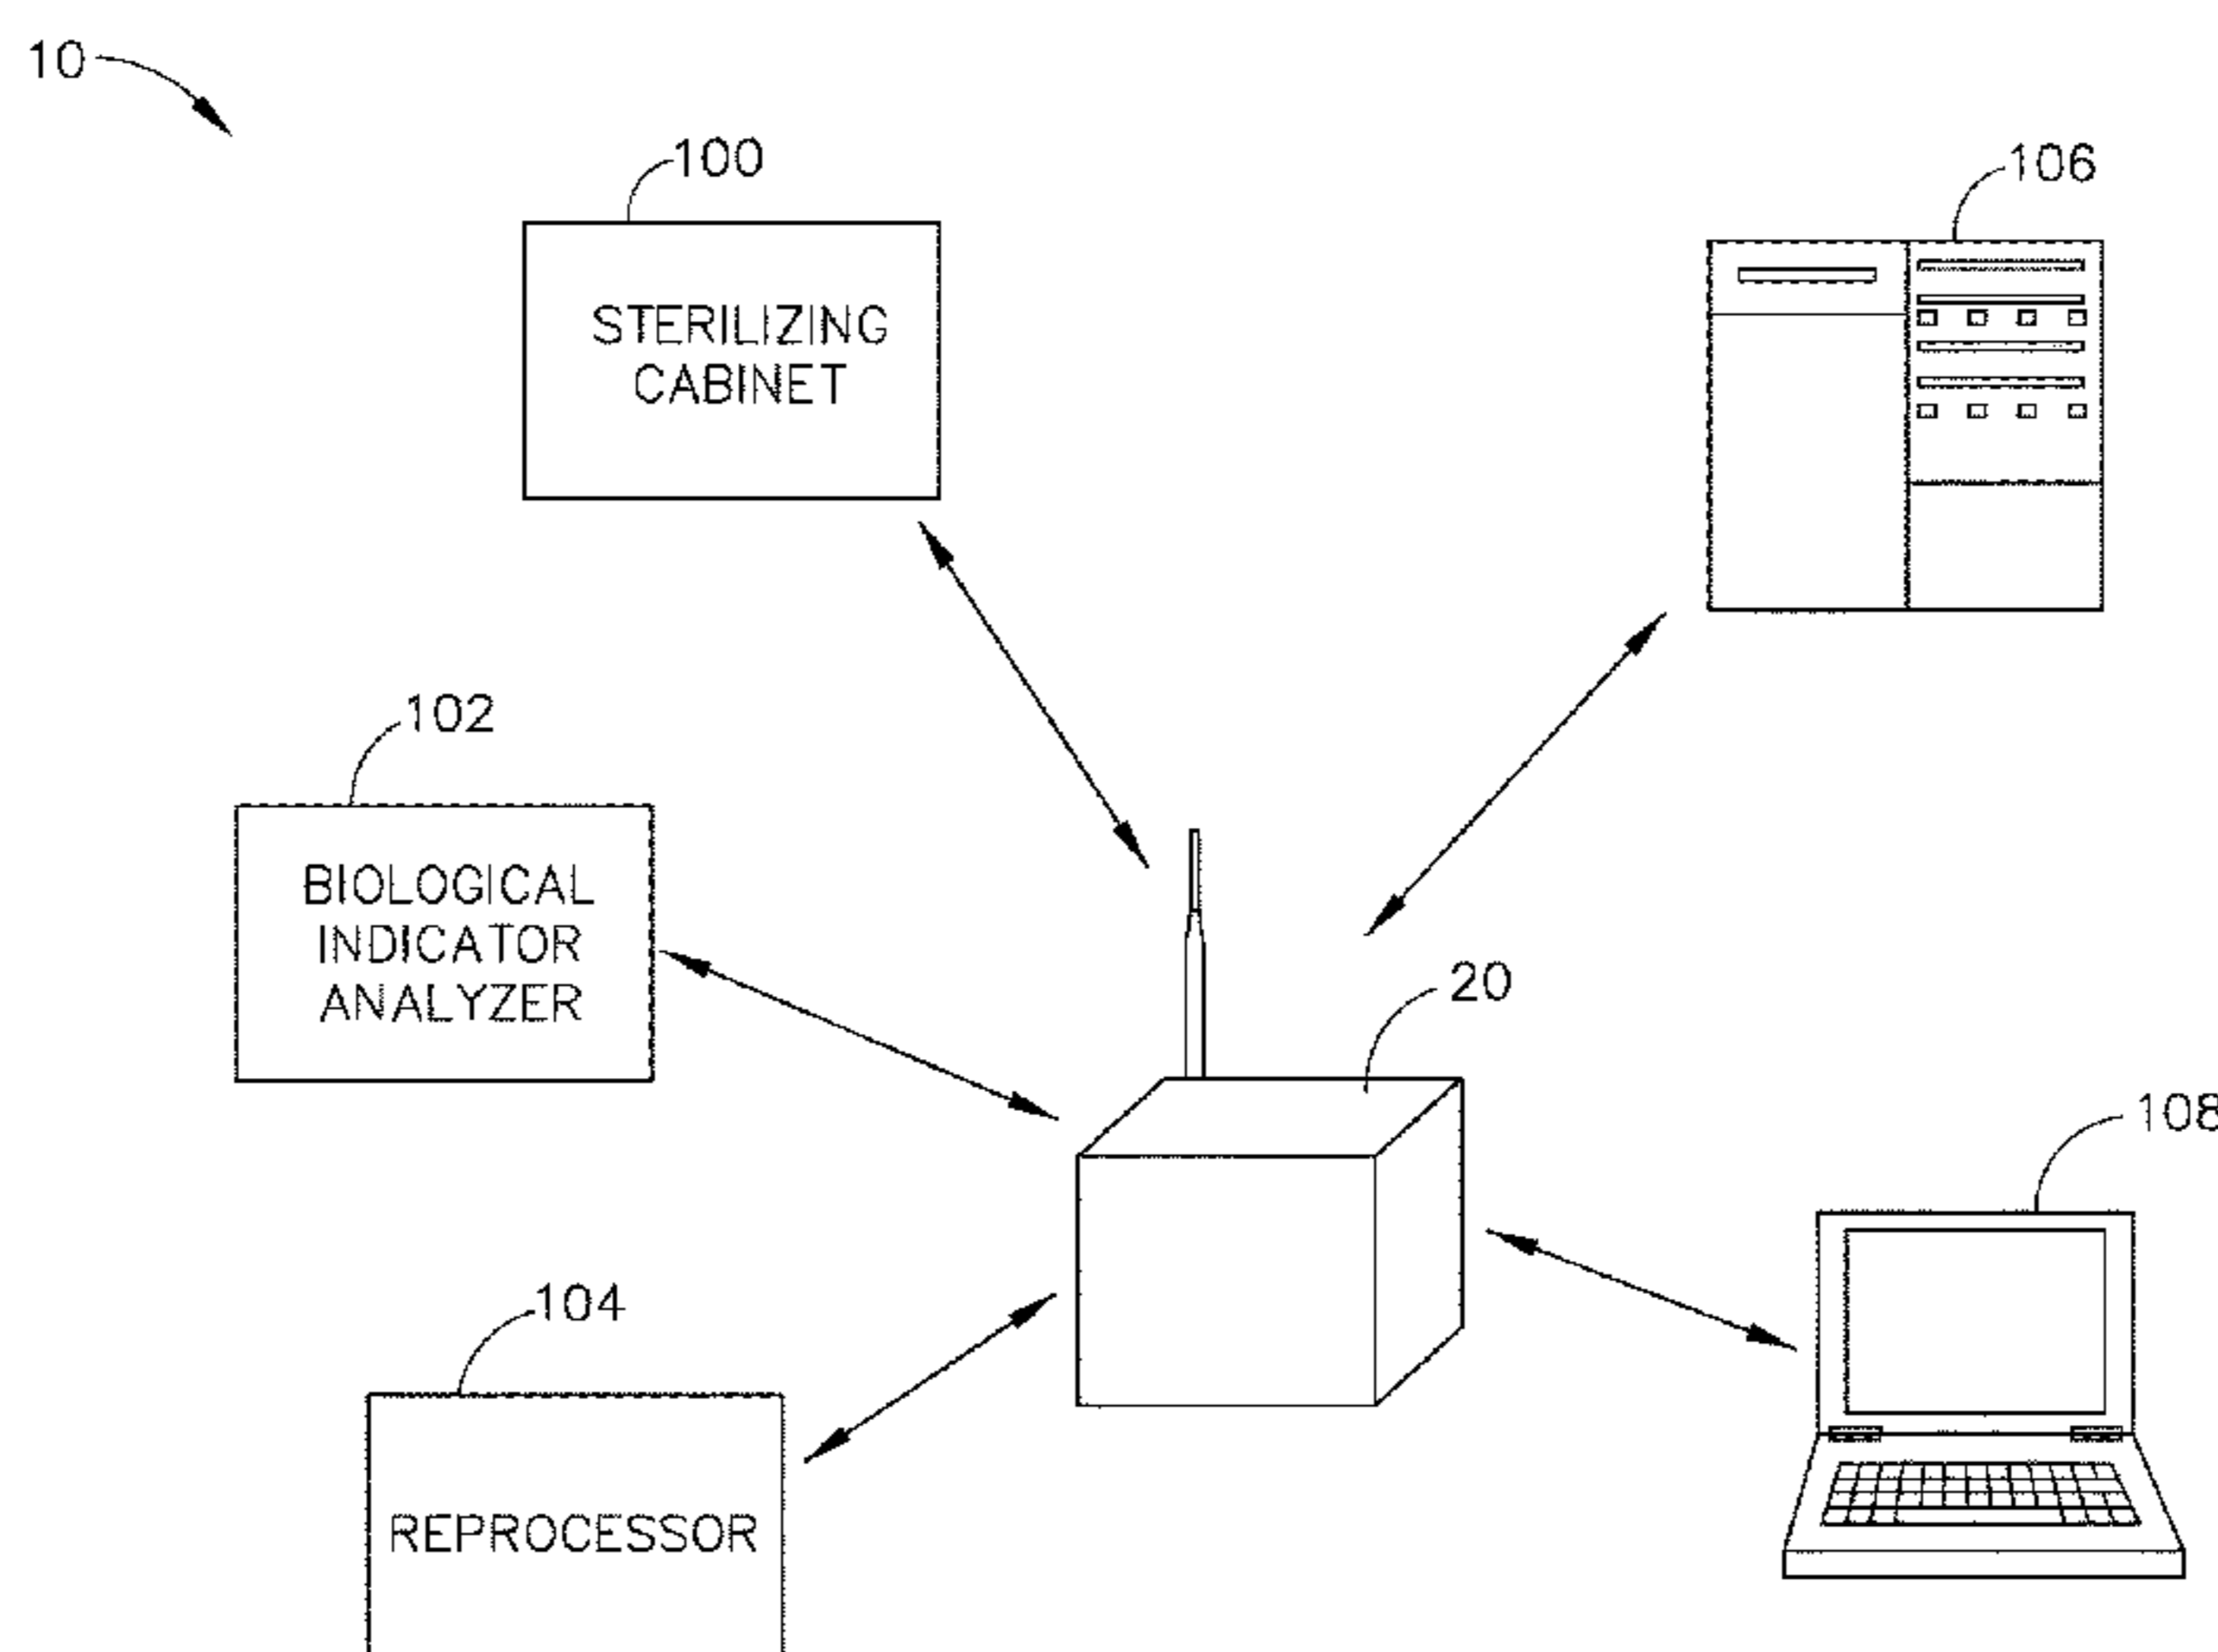 10
100
106
STERILIZING
CABINET
102
BIOLOGICAL
INDICATOR
ANALYZER
20
108
104
REPROCESSOR